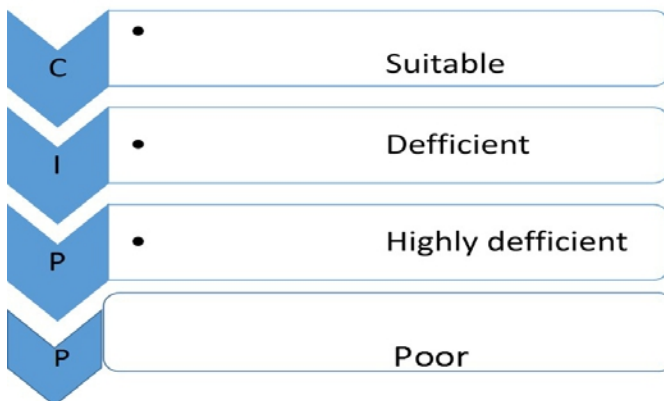 C
• Suitable
I
• Defficient
P
• Highly defficient
P
Poor